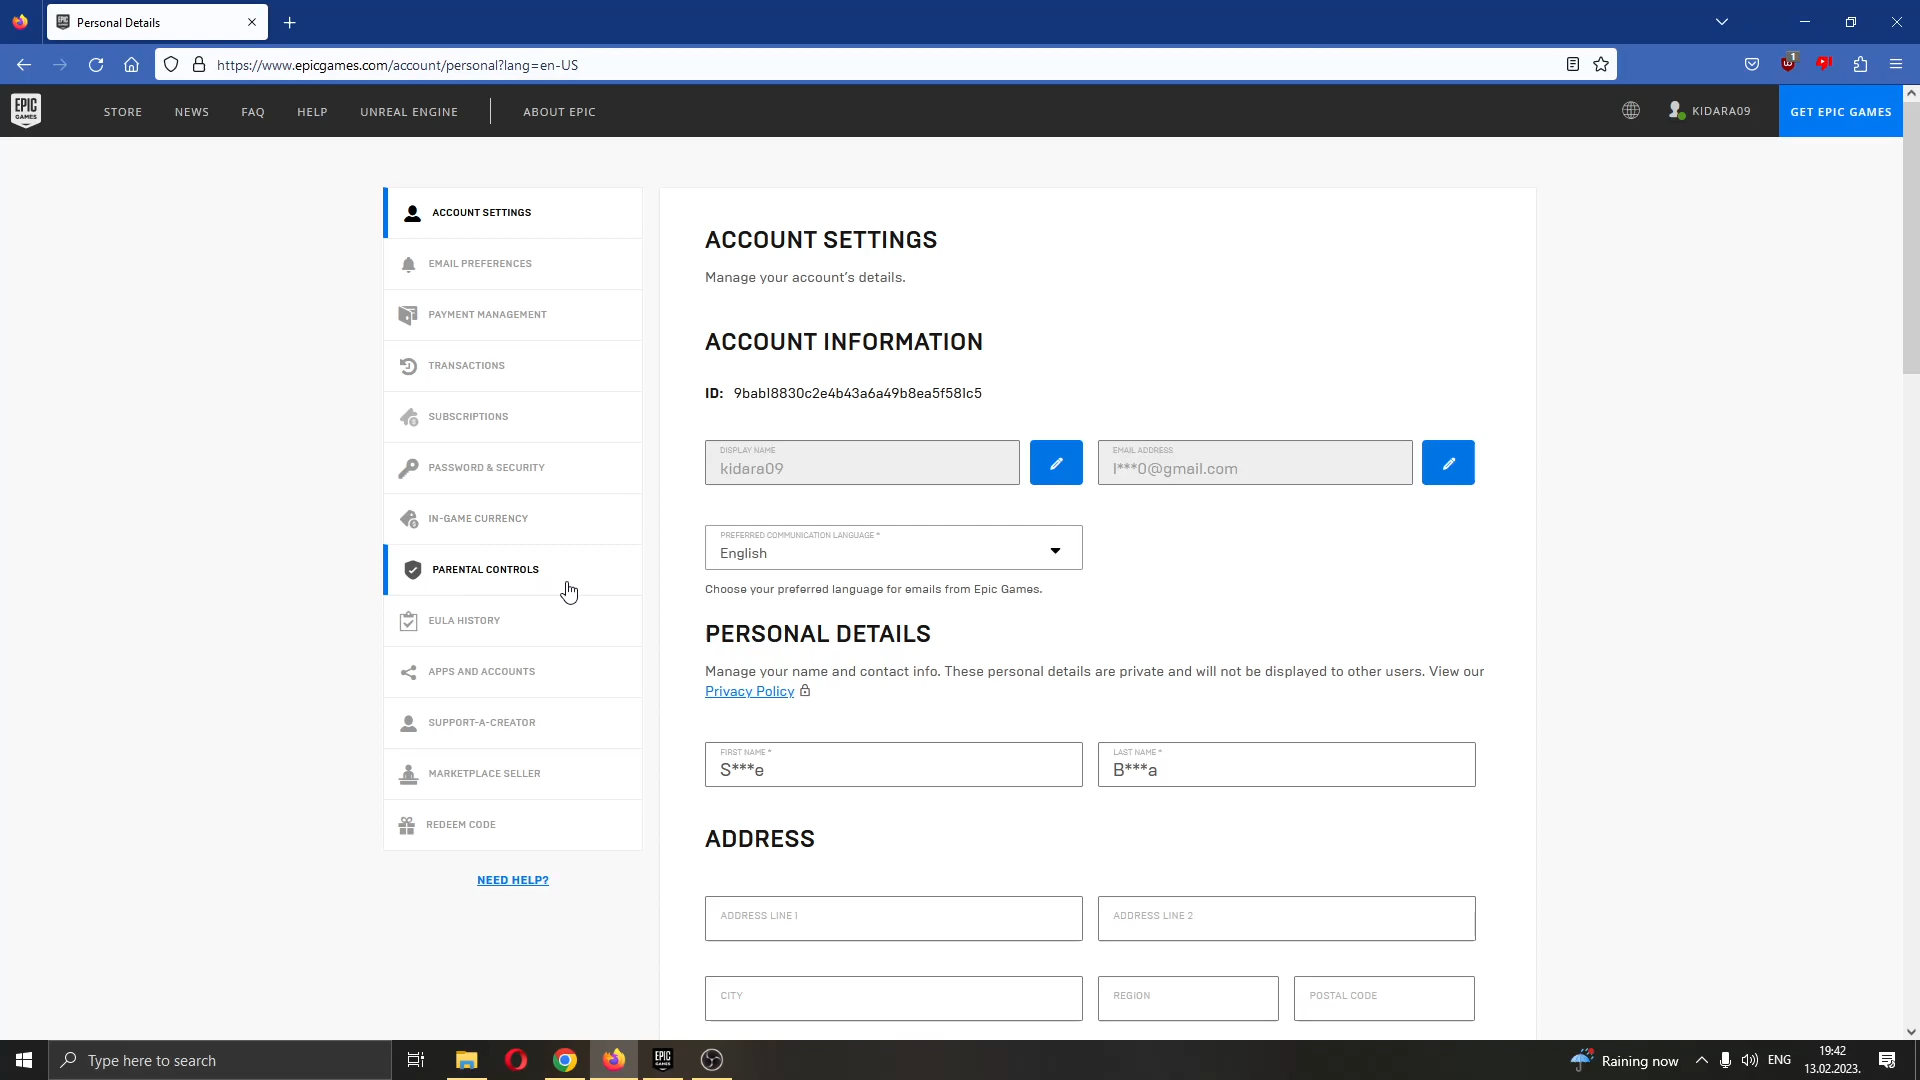 Personal Details
https://www.epicgames.com/account/personal?lang=en-US
1
EPIC GAMES
STORE
NEWS
FAQ
HELP
UNREAL ENGINE
ABOUT EPIC
KIDARA09
GET EPIC GAMES
ACCOUNT SETTINGS
EMAIL PREFERENCES
PAYMENT MANAGEMENT
TRANSACTIONS
SUBSCRIPTIONS
PASSWORD & SECURITY
IN-GAME CURRENCY
PARENTAL CONTROLS
EULA HISTORY
APPS AND ACCOUNTS
SUPPORT-A-CREATOR
MARKETPLACE SELLER
REDEEM CODE
NEED HELP?
ACCOUNT SETTINGS
Manage your account's details.
ACCOUNT INFORMATION
ID: 9bab18830c2e4b43a6a49b8ea5f581c5
DISPLAY NAME
kidara09
EMAIL ADDRESS
l***0@gmail.com
PREFERRED COMMUNICATION LANGUAGE *
English
Choose your preferred language for emails from Epic Games.
PERSONAL DETAILS
Manage your name and contact info. These personal details are private and will not be displayed to other users. View our
Privacy Policy
FIRST NAME *
S***e
LAST NAME *
B***a
ADDRESS
ADDRESS LINE 1
ADDRESS LINE 2
CITY
REGION
POSTAL CODE
Type here to search
EPIC GAMES
Raining now
ENG
19:42
13.02.2023.